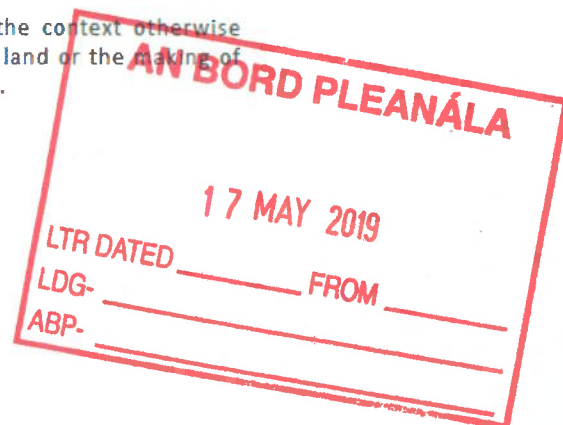 the context otherwise
land or the making of
.
AN BORD PLEANÁLA
17 MAY 2019
LTR DATED FROM
LDG-
ABP-